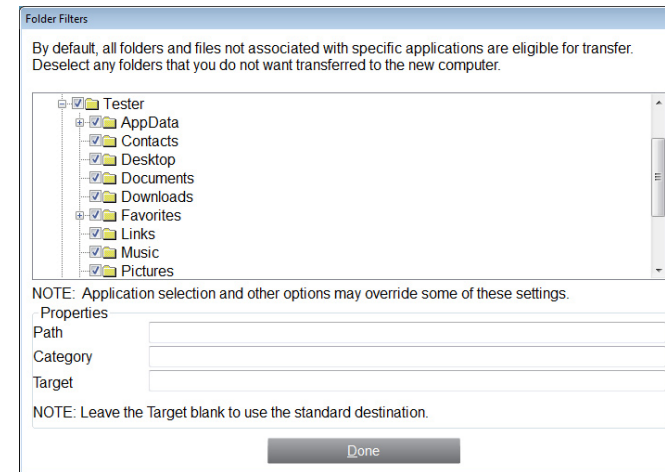 Folder Filters
By default, all folders and files not associated with specific applications are eligible for transfer.
Deselect any folders that you do not want transferred to the new computer.
Tester
AppData
Contacts
Desktop
Documents
Downloads
Favorites
Links
Music
Pictures
NOTE:  Application selection and other options may override some of these settings.
Properties
Path
Category
Target
NOTE: Leave the Target blank to use the standard destination.
Done